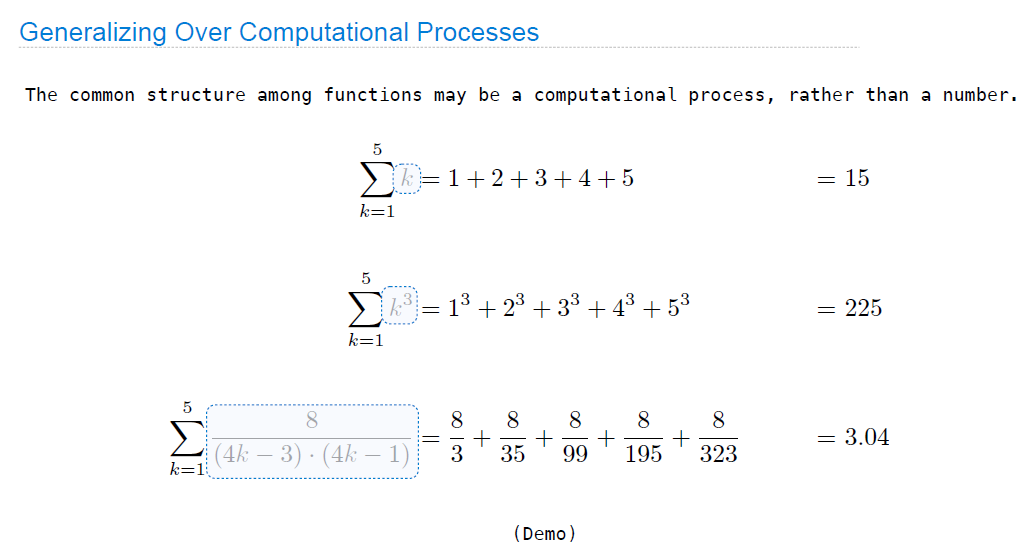 Generalizing Over Computational Processes
The common structure among functions may be a computational process, rather than a number.
\sum_{k=1}^{5} k = 1 + 2 + 3 + 4 + 5 = 15
\sum_{k=1}^{5} k^3 = 1^3 + 2^3 + 3^3 + 4^3 + 5^3 = 225
\sum_{k=1}^{5} \frac{8}{(4k-3) \cdot (4k-1)} = \frac{8}{3} + \frac{8}{35} + \frac{8}{99} + \frac{8}{195} + \frac{8}{323} = 3.04
(Demo)